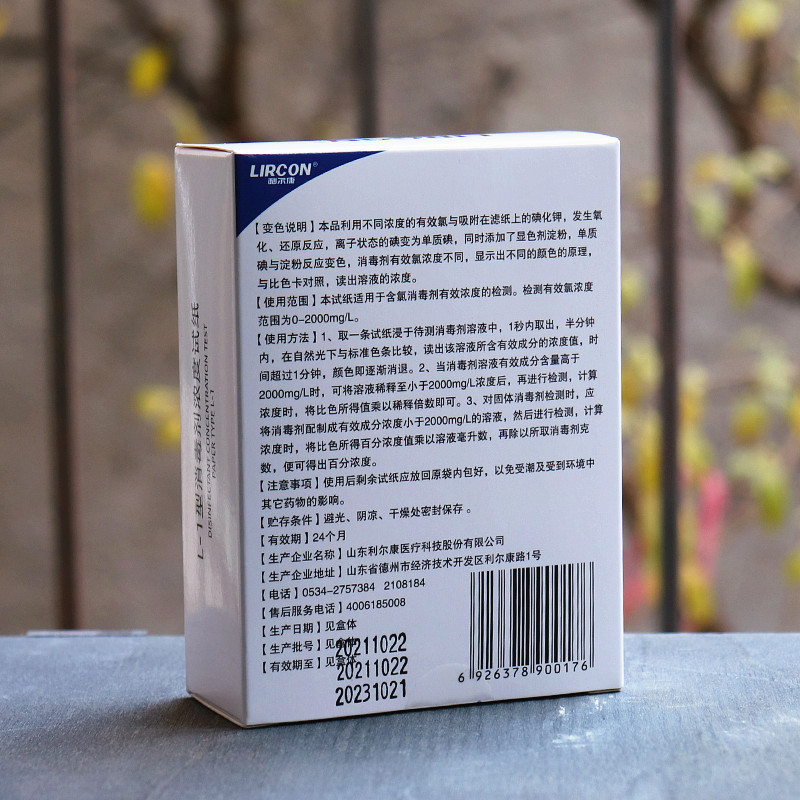 LIRCON®
利尔康
【变色说明】本品利用不同浓度的有效氯与吸附在滤纸上的碘化钾，发生氧
化、还原反应，离子状态的碘变为单质碘，同时添加了显色剂淀粉，单质
碘与淀粉反应变色，消毒剂有效氯浓度不同，显示出不同的颜色的原理，
与比色卡对照，读出溶液的浓度。
【使用范围】本试纸适用于含氯消毒剂有效浓度的检测。检测有效氯浓度
范围为0-2000mg/L。
【使用方法】1、取一条试纸浸于待测消毒剂溶液中，1秒内取出，半分钟
内，在自然光下与标准色条比较，读出该溶液所含有效成分的浓度值，时
间超过1分钟，颜色即逐渐消退。2、当消毒剂溶液有效成分含量高于
2000mg/L时，可将溶液稀释至小于2000mg/L浓度后，再进行检测，计算
浓度时，将比色所得值乘以稀释倍数即可。3、对固体消毒剂检测时，应
将消毒剂配制成有效成分浓度小于2000mg/L的溶液，然后进行检测，计算
浓度时，将比色所得百分浓度值乘以溶液毫升数，再除以所取消毒剂克
数，便可得出百分浓度。
【注意事项】使用后剩余试纸应放回原袋内包好，以免受潮及受到环境中
其它药物的影响。
【贮存条件】避光、阴凉、干燥处密封保存。
【有效期】24个月
【生产企业名称】山东利尔康医疗科技股份有限公司
【生产企业地址】山东省德州市经济技术开发区利尔康路1号
【电话】0534-2757384 2108184
【售后服务电话】4006185008
【生产日期】见盒体
【生产批号】见盒体
【有效期至】见盒体
20211022
20211022
20231021
6 926378 900176
L-1型消毒剂浓度试纸
DISINFECTANT CONCENTRATION TEST
PAPER TYPE L-1